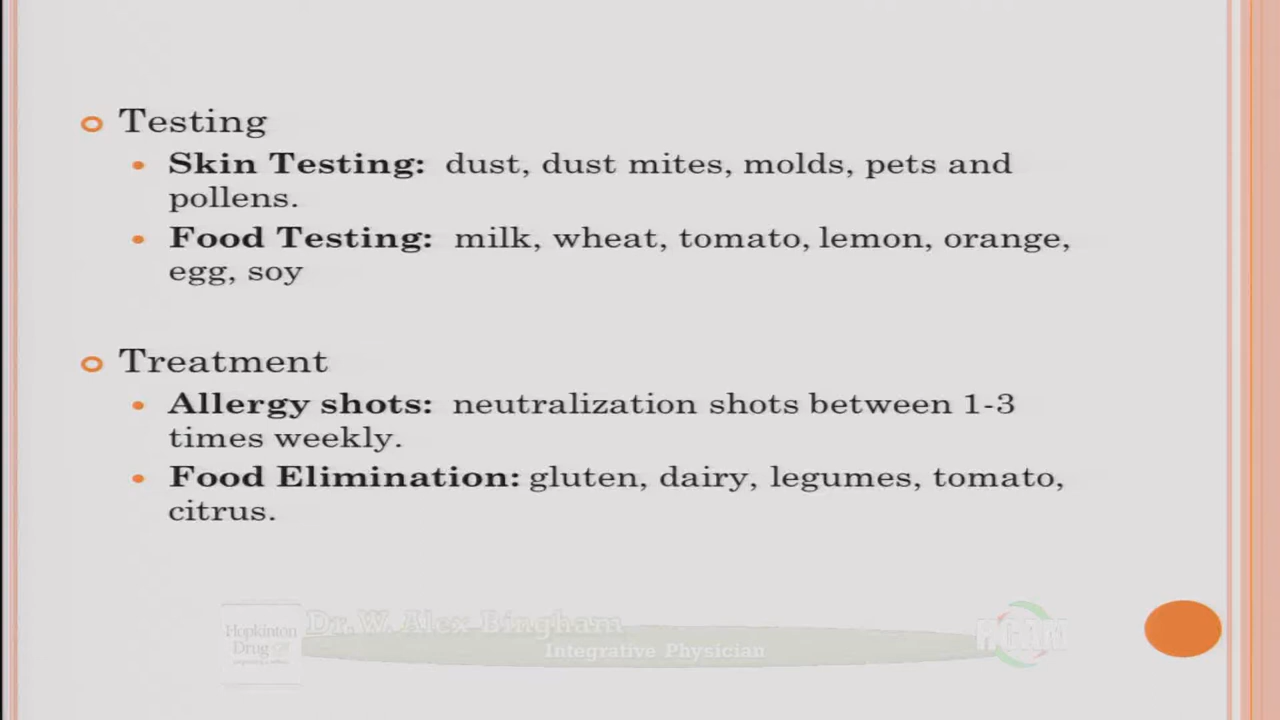 Testing
Skin Testing: dust, dust mites, molds, pets and
pollens.
Food Testing: milk, wheat, tomato, lemon, orange,
egg, soy
Treatment
Allergy shots: neutralization shots between 1-3
times weekly.
Food Elimination: gluten, dairy, legumes, tomato,
citrus.
Hopkinton
Drug
Dr. W. Alex Bingham
Integrative Physician